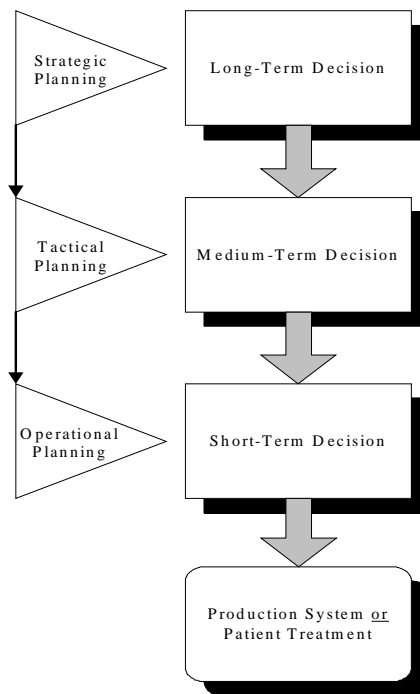 Strategic
Planning
Long-Term Decision
Tactical
Planning
Medium-Term Decision
Operational
Planning
Short-Term Decision
Production System or
Patient Treatment